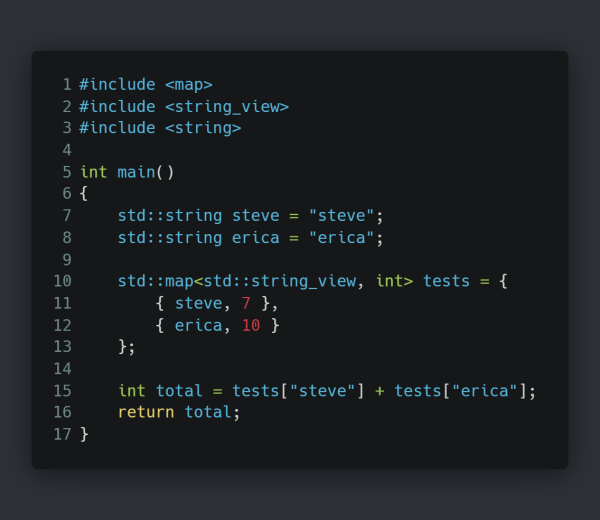 1 #include <map>
2 #include <string_view>
3 #include <string>
4
5 int main()
6 {
7     std::string steve = "steve";
8     std::string erica = "erica";
9
10     std::map<std::string_view, int> tests = {
11         { steve, 7 },
12         { erica, 10 }
13     };
14
15     int total = tests["steve"] + tests["erica"];
16     return total;
17 }